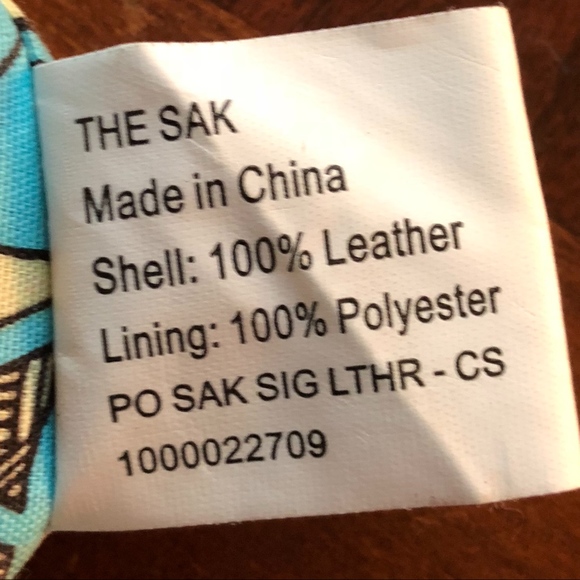 THE SAK
Made in China
Shell: 100% Leather
Lining: 100% Polyester
PO SAK SIG LTHR - CS
1000022709